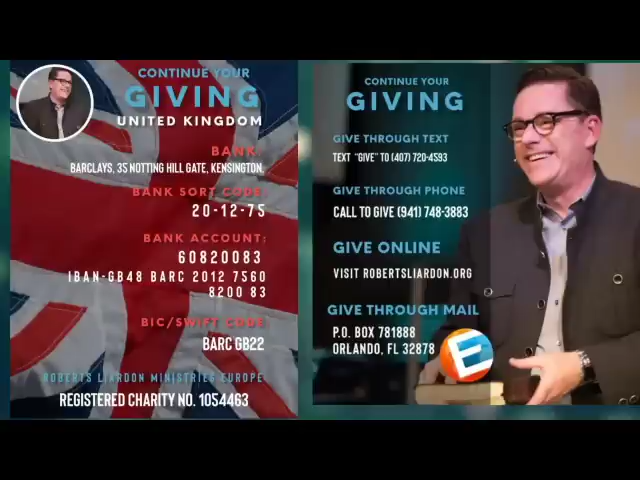 CONTINUE YOUR
GIVING
UNITED KINGDOM
BANK:
BARCLAYS, 35 NOTTING HILL GATE, KENSINGTON,
BANK SORT CODE:
20-12-75
BANK ACCOUNT:
60820083
IBAN-GB48 BARC 2012 7560
8200 83
BIC/SWIFT CODE:
BARC GB22
ROBERTS LIARDON MINISTRIES EUROPE
REGISTERED CHARITY NO. 1054463
CONTINUE YOUR
GIVING
GIVE THROUGH TEXT
TEXT "GIVE" TO (407) 720-4593
GIVE THROUGH PHONE
CALL TO GIVE (941) 748-3883
GIVE ONLINE
VISIT ROBERTSLIARDON.ORG
GIVE THROUGH MAIL
P.O. BOX 781888
ORLANDO, FL 32878
E